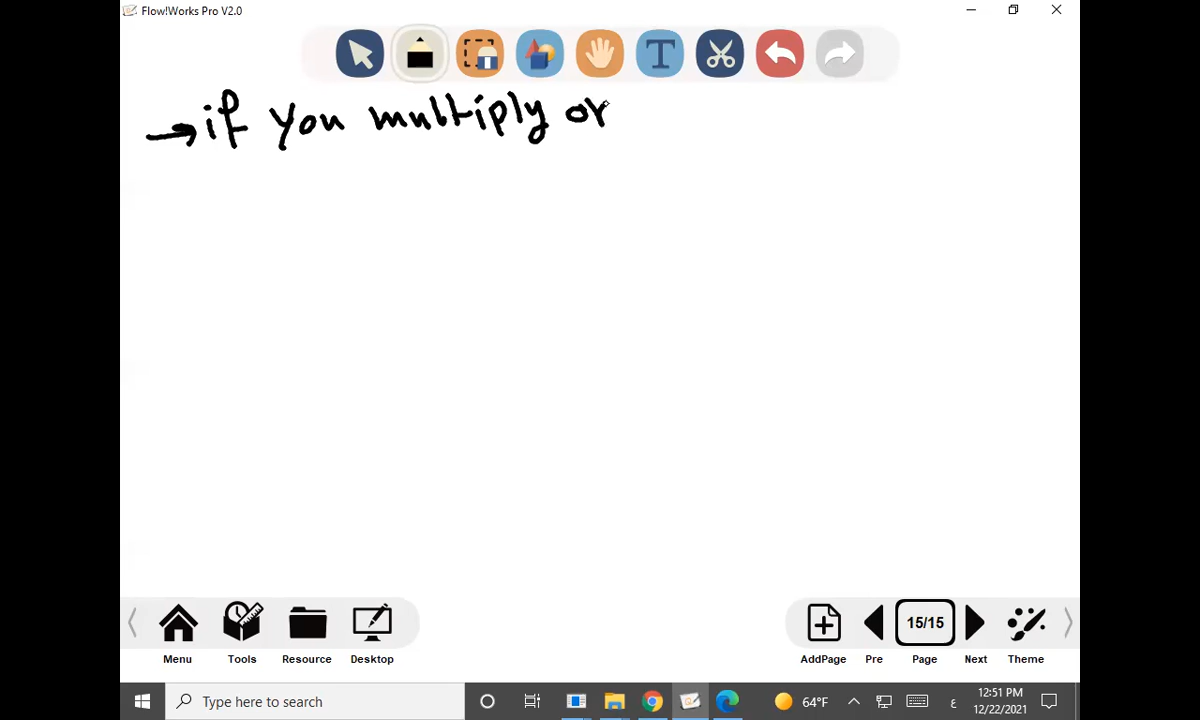 Flow!Works Pro V2.0
→if you multiply or
Menu Tools Resource Desktop
15/15
AddPage Pre Page Next Theme
Type here to search
64°F
ع
12:51 PM
12/22/2021